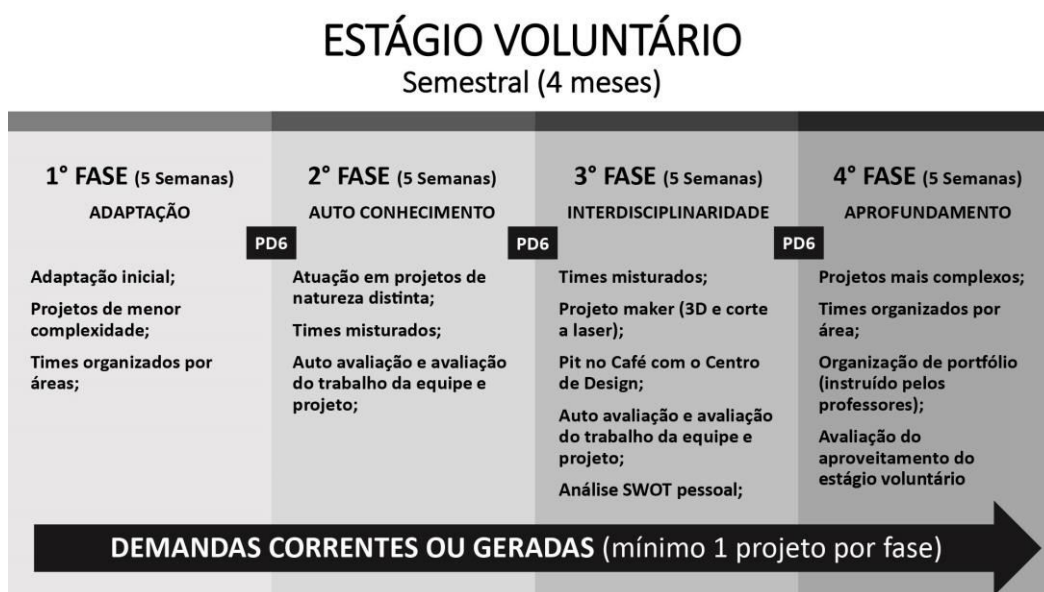 ESTÁGIO VOLUNTÁRIO
Semestral (4 meses)
1° FASE (5 Semanas)
ADAPTAÇÃO
PD6
Adaptação inicial;
Projetos de menor
complexidade;
Times organizados por
áreas;
2° FASE (5 Semanas)
AUTO CONHECIMENTO
PD6
Atuação em projetos de
natureza distinta;
Times misturados;
Auto avaliação e avaliação
do trabalho da equipe e
projeto;
3° FASE (5 Semanas)
INTERDISCIPLINARIDADE
PD6
Times misturados;
Projeto maker (3D e corte
a laser);
Pit no Café com o Centro
de Design;
Auto avaliação e avaliação
do trabalho da equipe e
projeto;
Análise SWOT pessoal;
4° FASE (5 Semanas)
APROFUNDAMENTO
Projetos mais complexos;
Times organizados por
área;
Organização de portfólio
(instruído pelos
professores);
Avaliação do
aproveitamento do
estágio voluntário
DEMANDAS CORRENTES OU GERADAS (mínimo 1 projeto por fase)